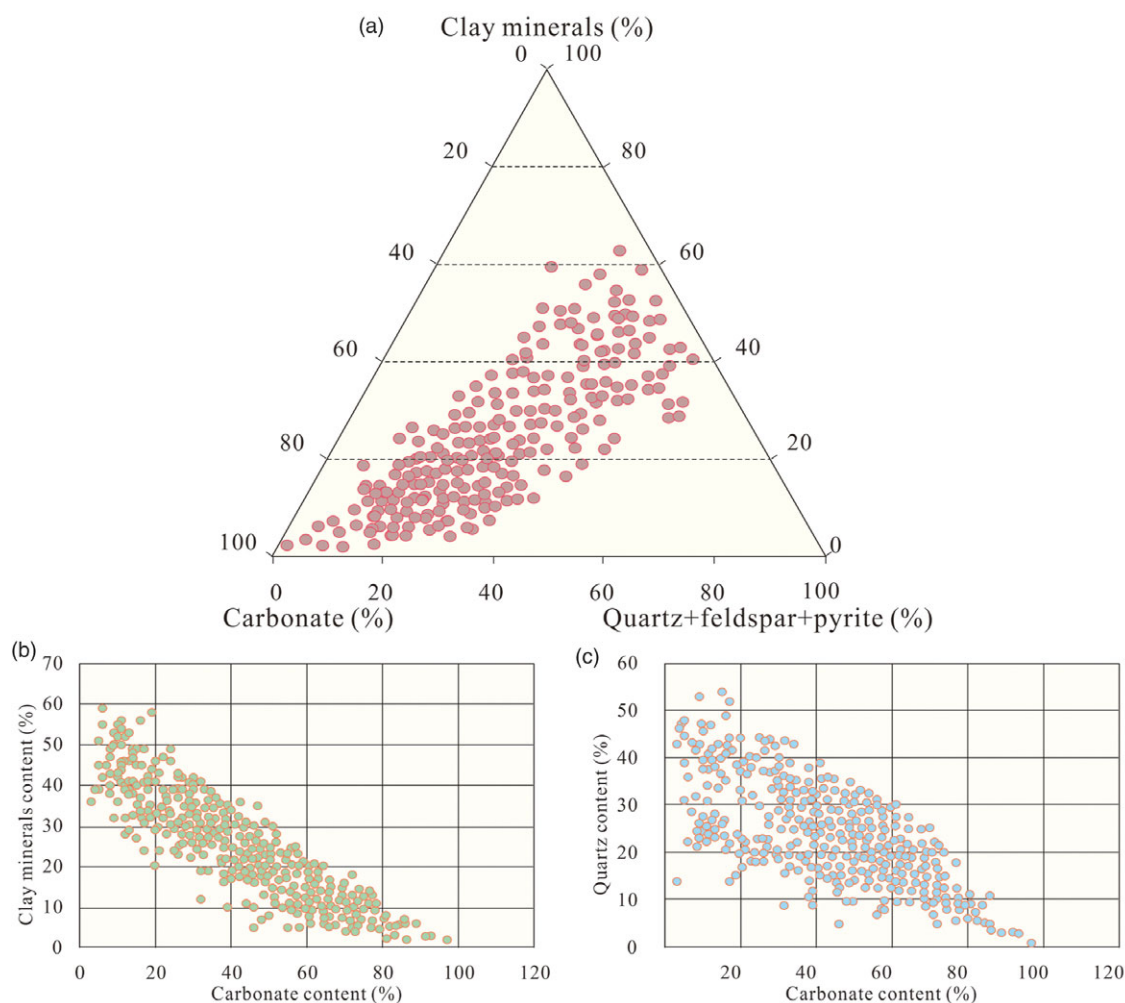 (a)
Clay minerals (%)
0 100
20 80
40 60
60 40
80 20
100 0
0 20 40 60 80 100
Carbonate (%) Quartz+feldspar+pyrite (%)
(b)
70
60
50
40
30
20
10
0
Clay minerals content (%)
0 20 40 60 80 100 120
Carbonate content (%)
(c)
60
50
40
30
20
10
0
Quartz content (%)
20 40 60 80 100 120
Carbonate content (%)